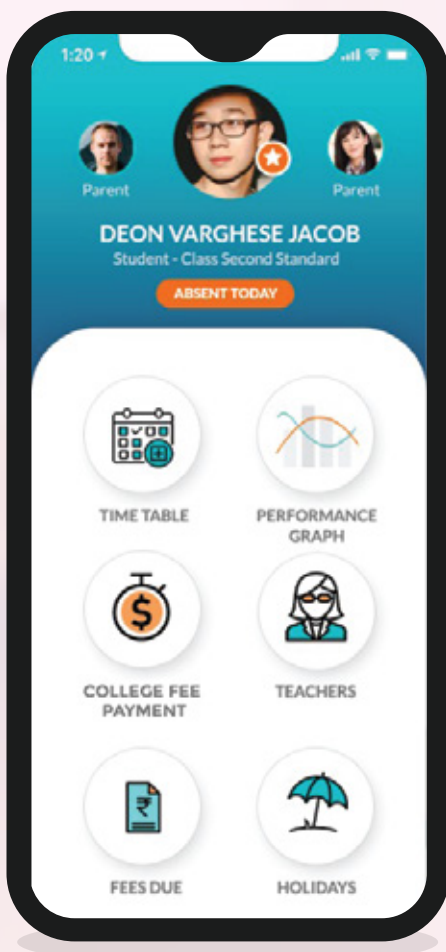 1:20
Parent
Parent
DEON VARGHESE JACOB
Student - Class Second Standard
ABSENT TODAY
TIME TABLE
PERFORMANCE
GRAPH
COLLEGE FEE
PAYMENT
TEACHERS
$
₹
FEES DUE
HOLIDAYS